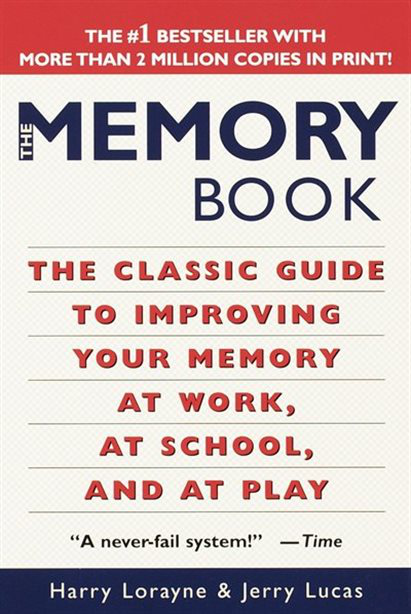 THE #1 BESTSELLER WITH
MORE THAN 2 MILLION COPIES IN PRINT!
THE MEMORY
BOOK
THE CLASSIC GUIDE
TO IMPROVING
YOUR MEMORY
AT WORK,
AT SCHOOL,
AND AT PLAY
“A never-fail system!” —Time
Harry Lorayne & Jerry Lucas